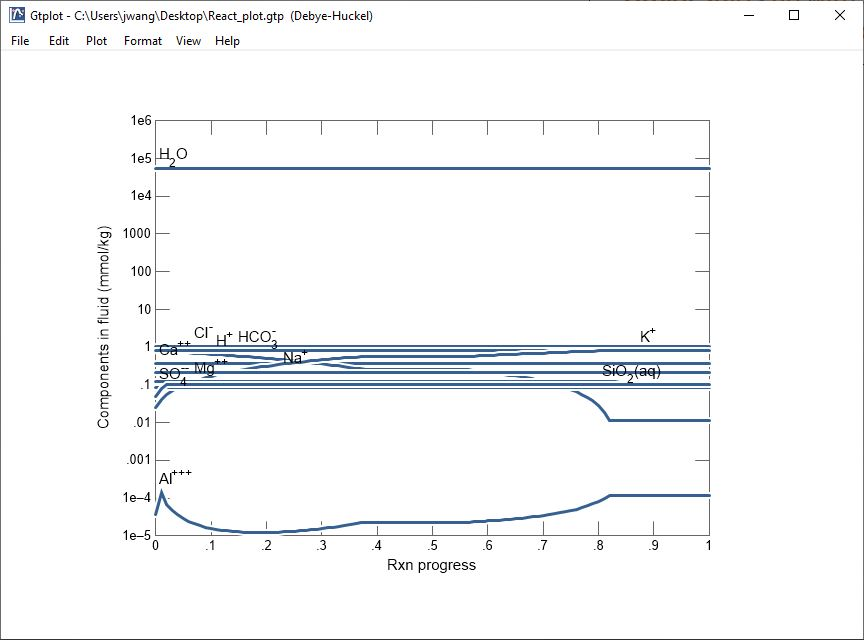 Gtplot - C:\Users\jwang\Desktop\React_plot.gtp (Debye-Huckel)
File Edit Plot Format View Help
1e6
1e5
1e4
1000
100
10
1
.1
.01
.001
1e–4
1e–5
Components in fluid (mmol/kg)
H2O
Cl-
H+
HCO3-
K+
Ca++
Na+
Mg++
SO4--
SiO2(aq)
Al+++
0 .1 .2 .3 .4 .5 .6 .7 .8 .9 1
Rxn progress